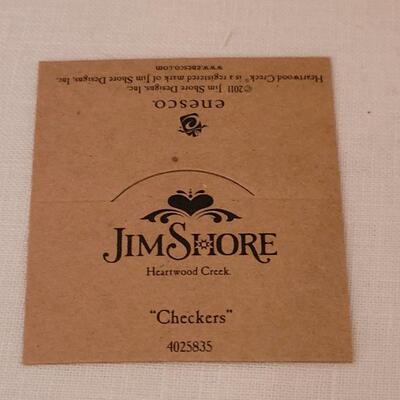 www.enesco.com
Heartwood Creek® is a registered mark of Jim Shore Designs, Inc.
©2011 Jim Shore Designs, Inc.
enesco.
JIM SHORE
Heartwood Creek.
"Checkers"
4025835